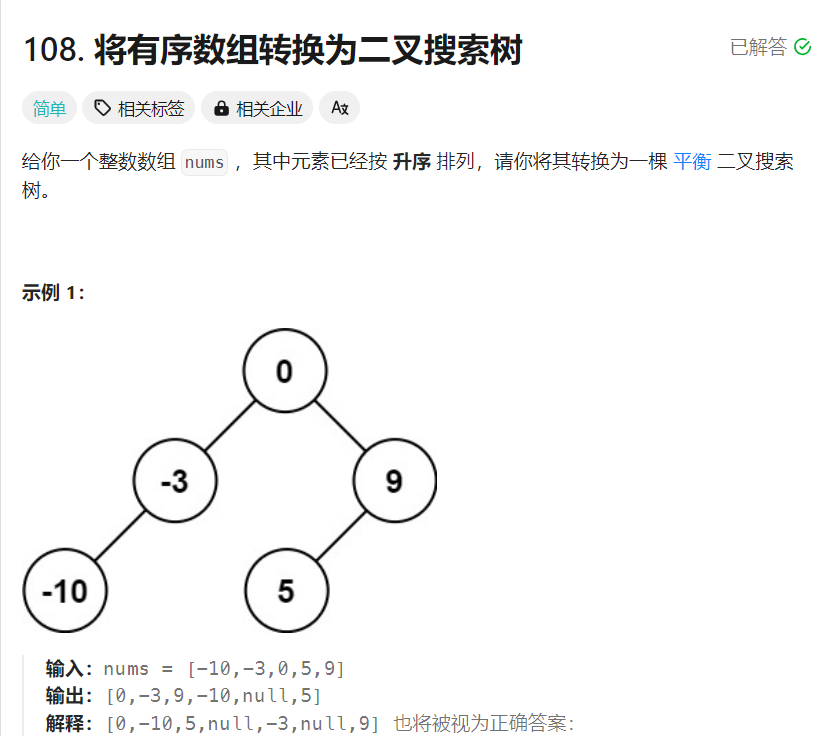 108. 将有序数组转换为二叉搜索树
已解答
简单 相关标签 相关企业 Ax
给你一个整数数组 nums ，其中元素已经按 升序 排列，请你将其转换为一棵 平衡 二叉搜索
树。
示例 1：
0
-3 9
-10 5
输入：nums = [-10,-3,0,5,9]
输出：[0,-3,9,-10,null,5]
解释：[0,-10,5,null,-3,null,9] 也将被视为正确答案：